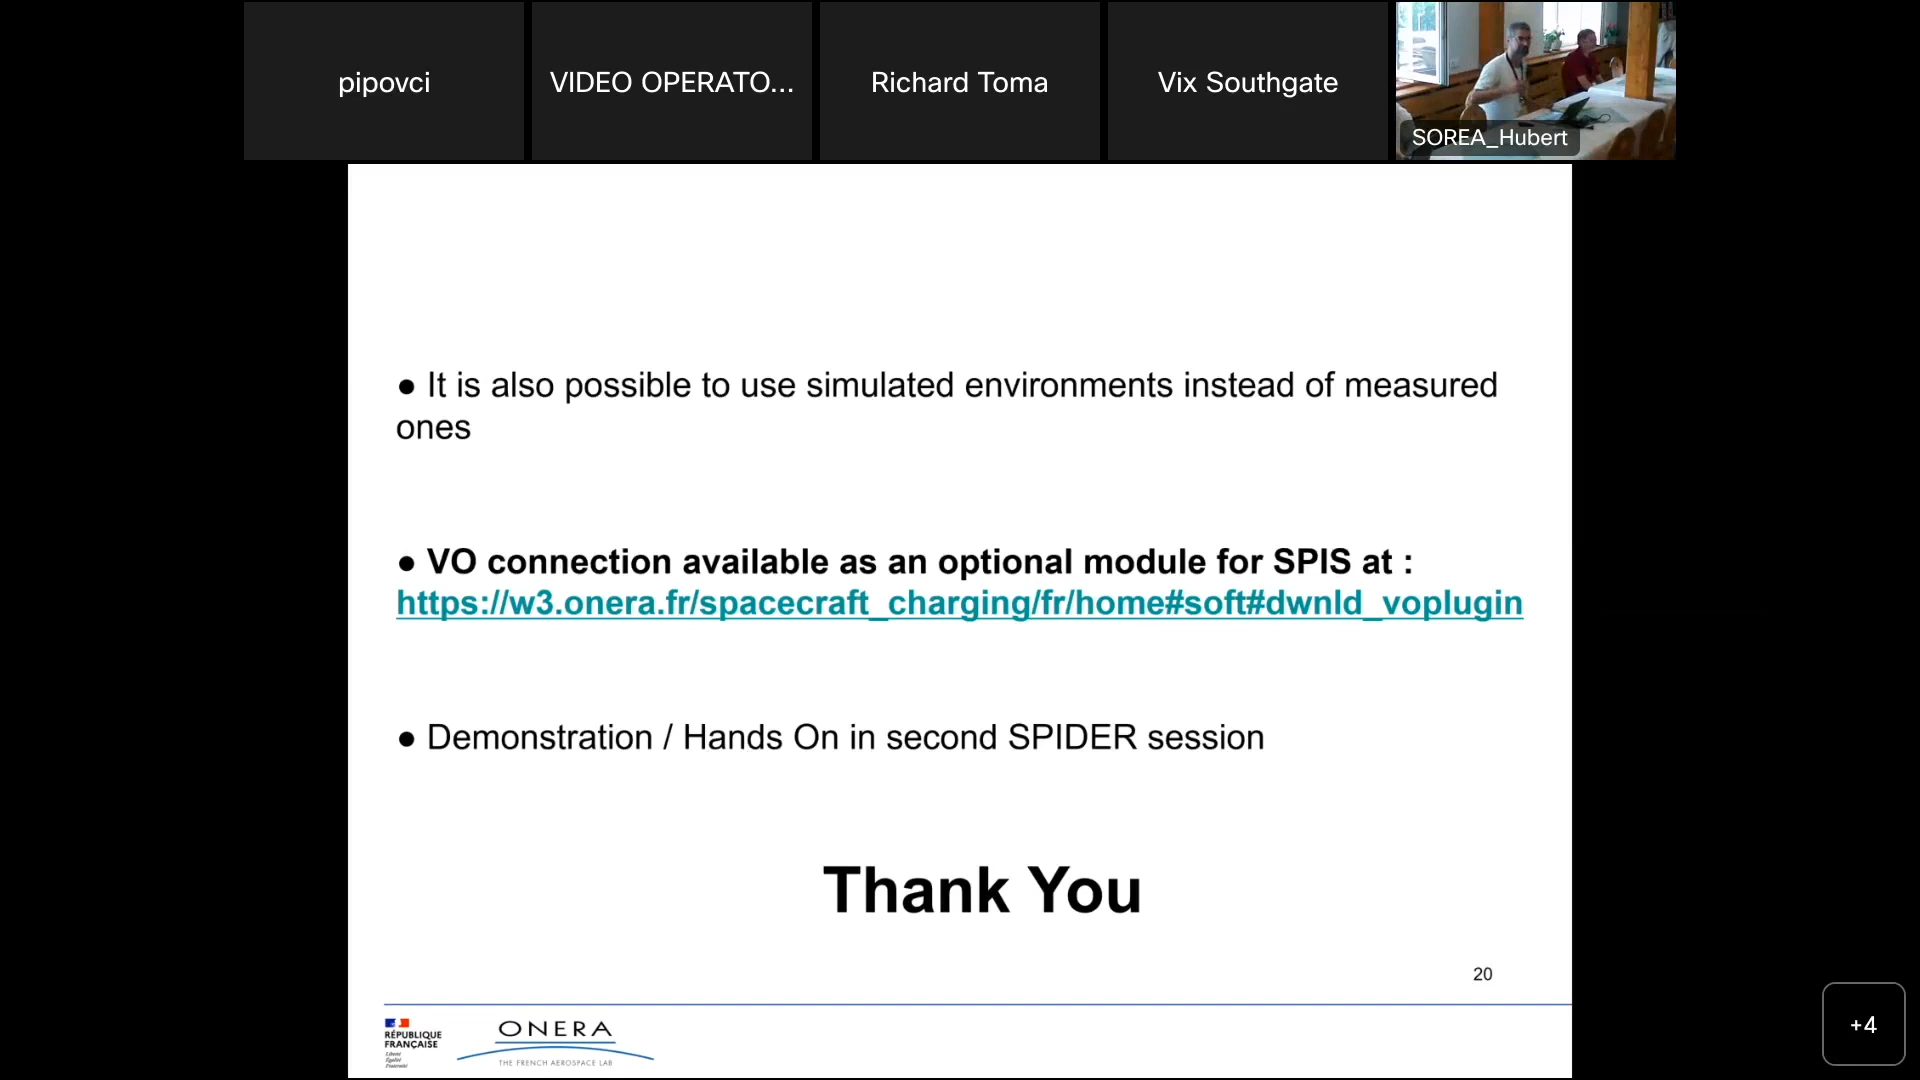 pipovci
VIDEO OPERATO...
Richard Toma
Vix Southgate
SOREA_Hubert
● It is also possible to use simulated environments instead of measured
ones
● VO connection available as an optional module for SPIS at :
https://w3.onera.fr/spacecraft_charging/fr/home#soft#dwnld_voplugin
● Demonstration / Hands On in second SPIDER session
Thank You
20
RÉPUBLIQUE
FRANÇAISE
Liberté
Égalité
Fraternité
ONERA
THE FRENCH AEROSPACE LAB
+4